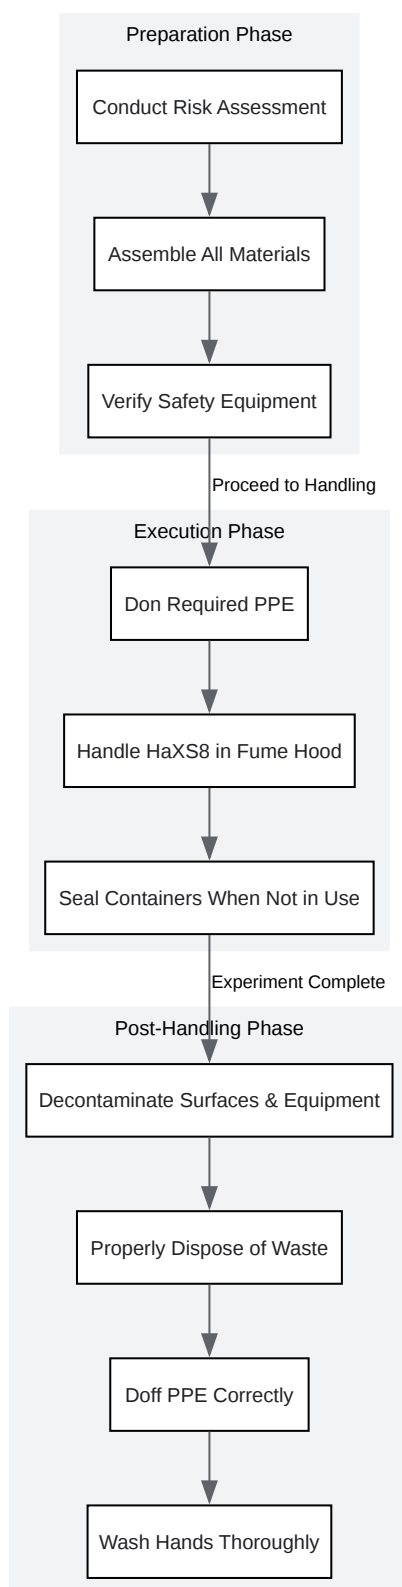 Preparation Phase
Conduct Risk Assessment
Assemble All Materials
Verify Safety Equipment
Proceed to Handling
Execution Phase
Don Required PPE
Handle HaXS8 in Fume Hood
Seal Containers When Not in Use
Experiment Complete
Post-Handling Phase
Decontaminate Surfaces & Equipment
Properly Dispose of Waste
Doff PPE Correctly
Wash Hands Thoroughly